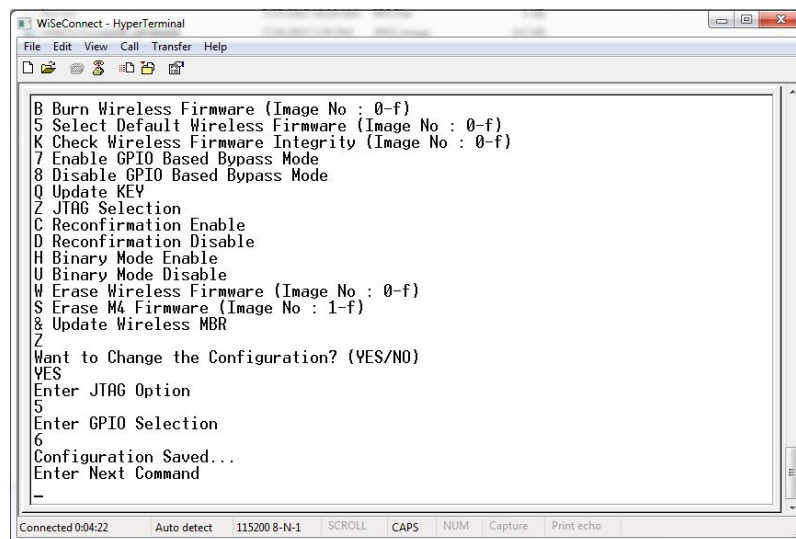 WiSeConnect - HyperTerminal
File Edit View Call Transfer Help
B Burn Wireless Firmware (Image No : 0-f)
5 Select Default Wireless Firmware (Image No : 0-f)
K Check Wireless Firmware Integrity (Image No : 0-f)
7 Enable GPIO Based Bypass Mode
8 Disable GPIO Based Bypass Mode
Q Update KEY
Z JTAG Selection
C Reconfirmation Enable
D Reconfirmation Disable
H Binary Mode Enable
U Binary Mode Disable
W Erase Wireless Firmware (Image No : 0-f)
S Erase M4 Firmware (Image No : 1-f)
& Update Wireless MBR
Z
Want to Change the Configuration? (YES/NO)
YES
Enter JTAG Option
5
Enter GPIO Selection
6
Configuration Saved...
Enter Next Command
_
Connected 0:04:22 Auto detect 115200 8-N-1 SCROLL CAPS NUM Capture Print echo